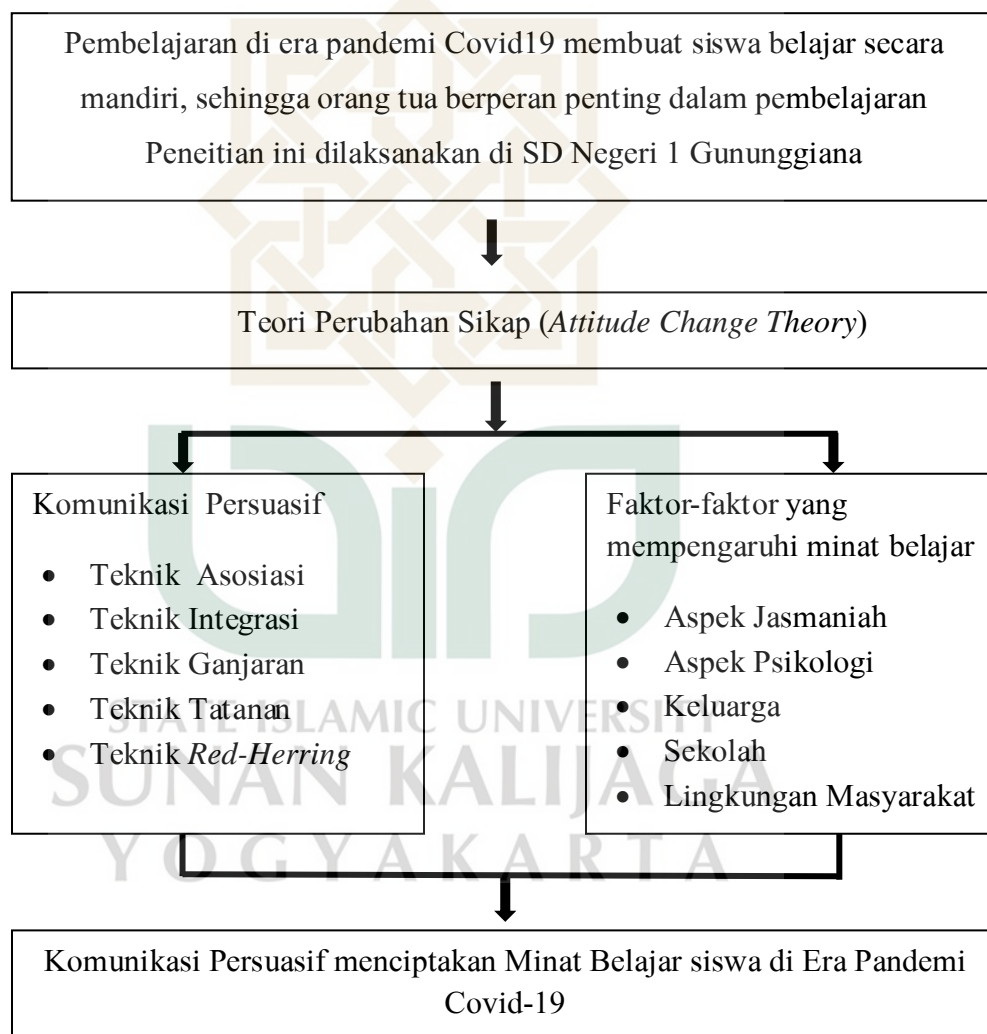 Pembelajaran di era pandemi Covid19 membuat siswa belajar secara
mandiri, sehingga orang tua berperan penting dalam pembelajaran
Peneitian ini dilaksanakan di SD Negeri 1 Gununggiana
Teori Perubahan Sikap (Attitude Change Theory)
Komunikasi Persuasif
• Teknik Asosiasi
• Teknik Integrasi
• Teknik Ganjaran
• Teknik Tatanan
• Teknik Red-Herring
Faktor-faktor yang
mempengaruhi minat belajar
• Aspek Jasmaniah
• Aspek Psikologi
• Keluarga
• Sekolah
• Lingkungan Masyarakat
STATE ISLAMIC UNIVERSITY
SUNAN KALIJAGA
YOGYAKARTA
Komunikasi Persuasif menciptakan Minat Belajar siswa di Era Pandemi
Covid-19